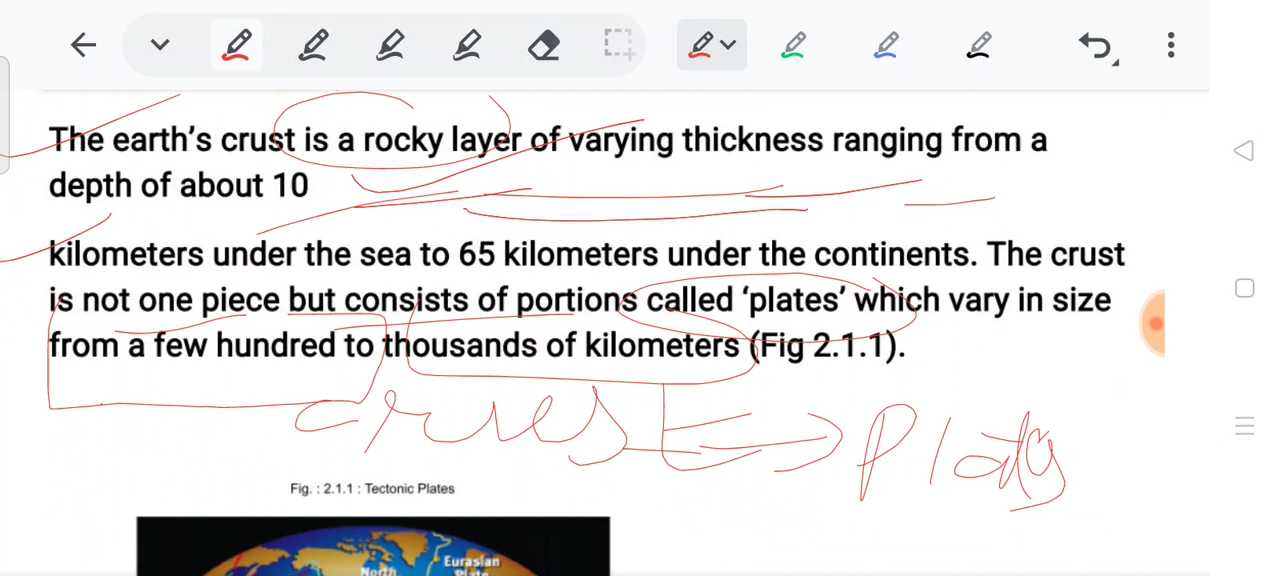 The earth's crust is a rocky layer of varying thickness ranging from a
depth of about 10
kilometers under the sea to 65 kilometers under the continents. The crust
is not one piece but consists of portions called 'plates' which vary in size
from a few hundred to thousands of kilometers (Fig 2.1.1).
crust → Plates
Fig. : 2.1.1 : Tectonic Plates
Eurasian
North Plate